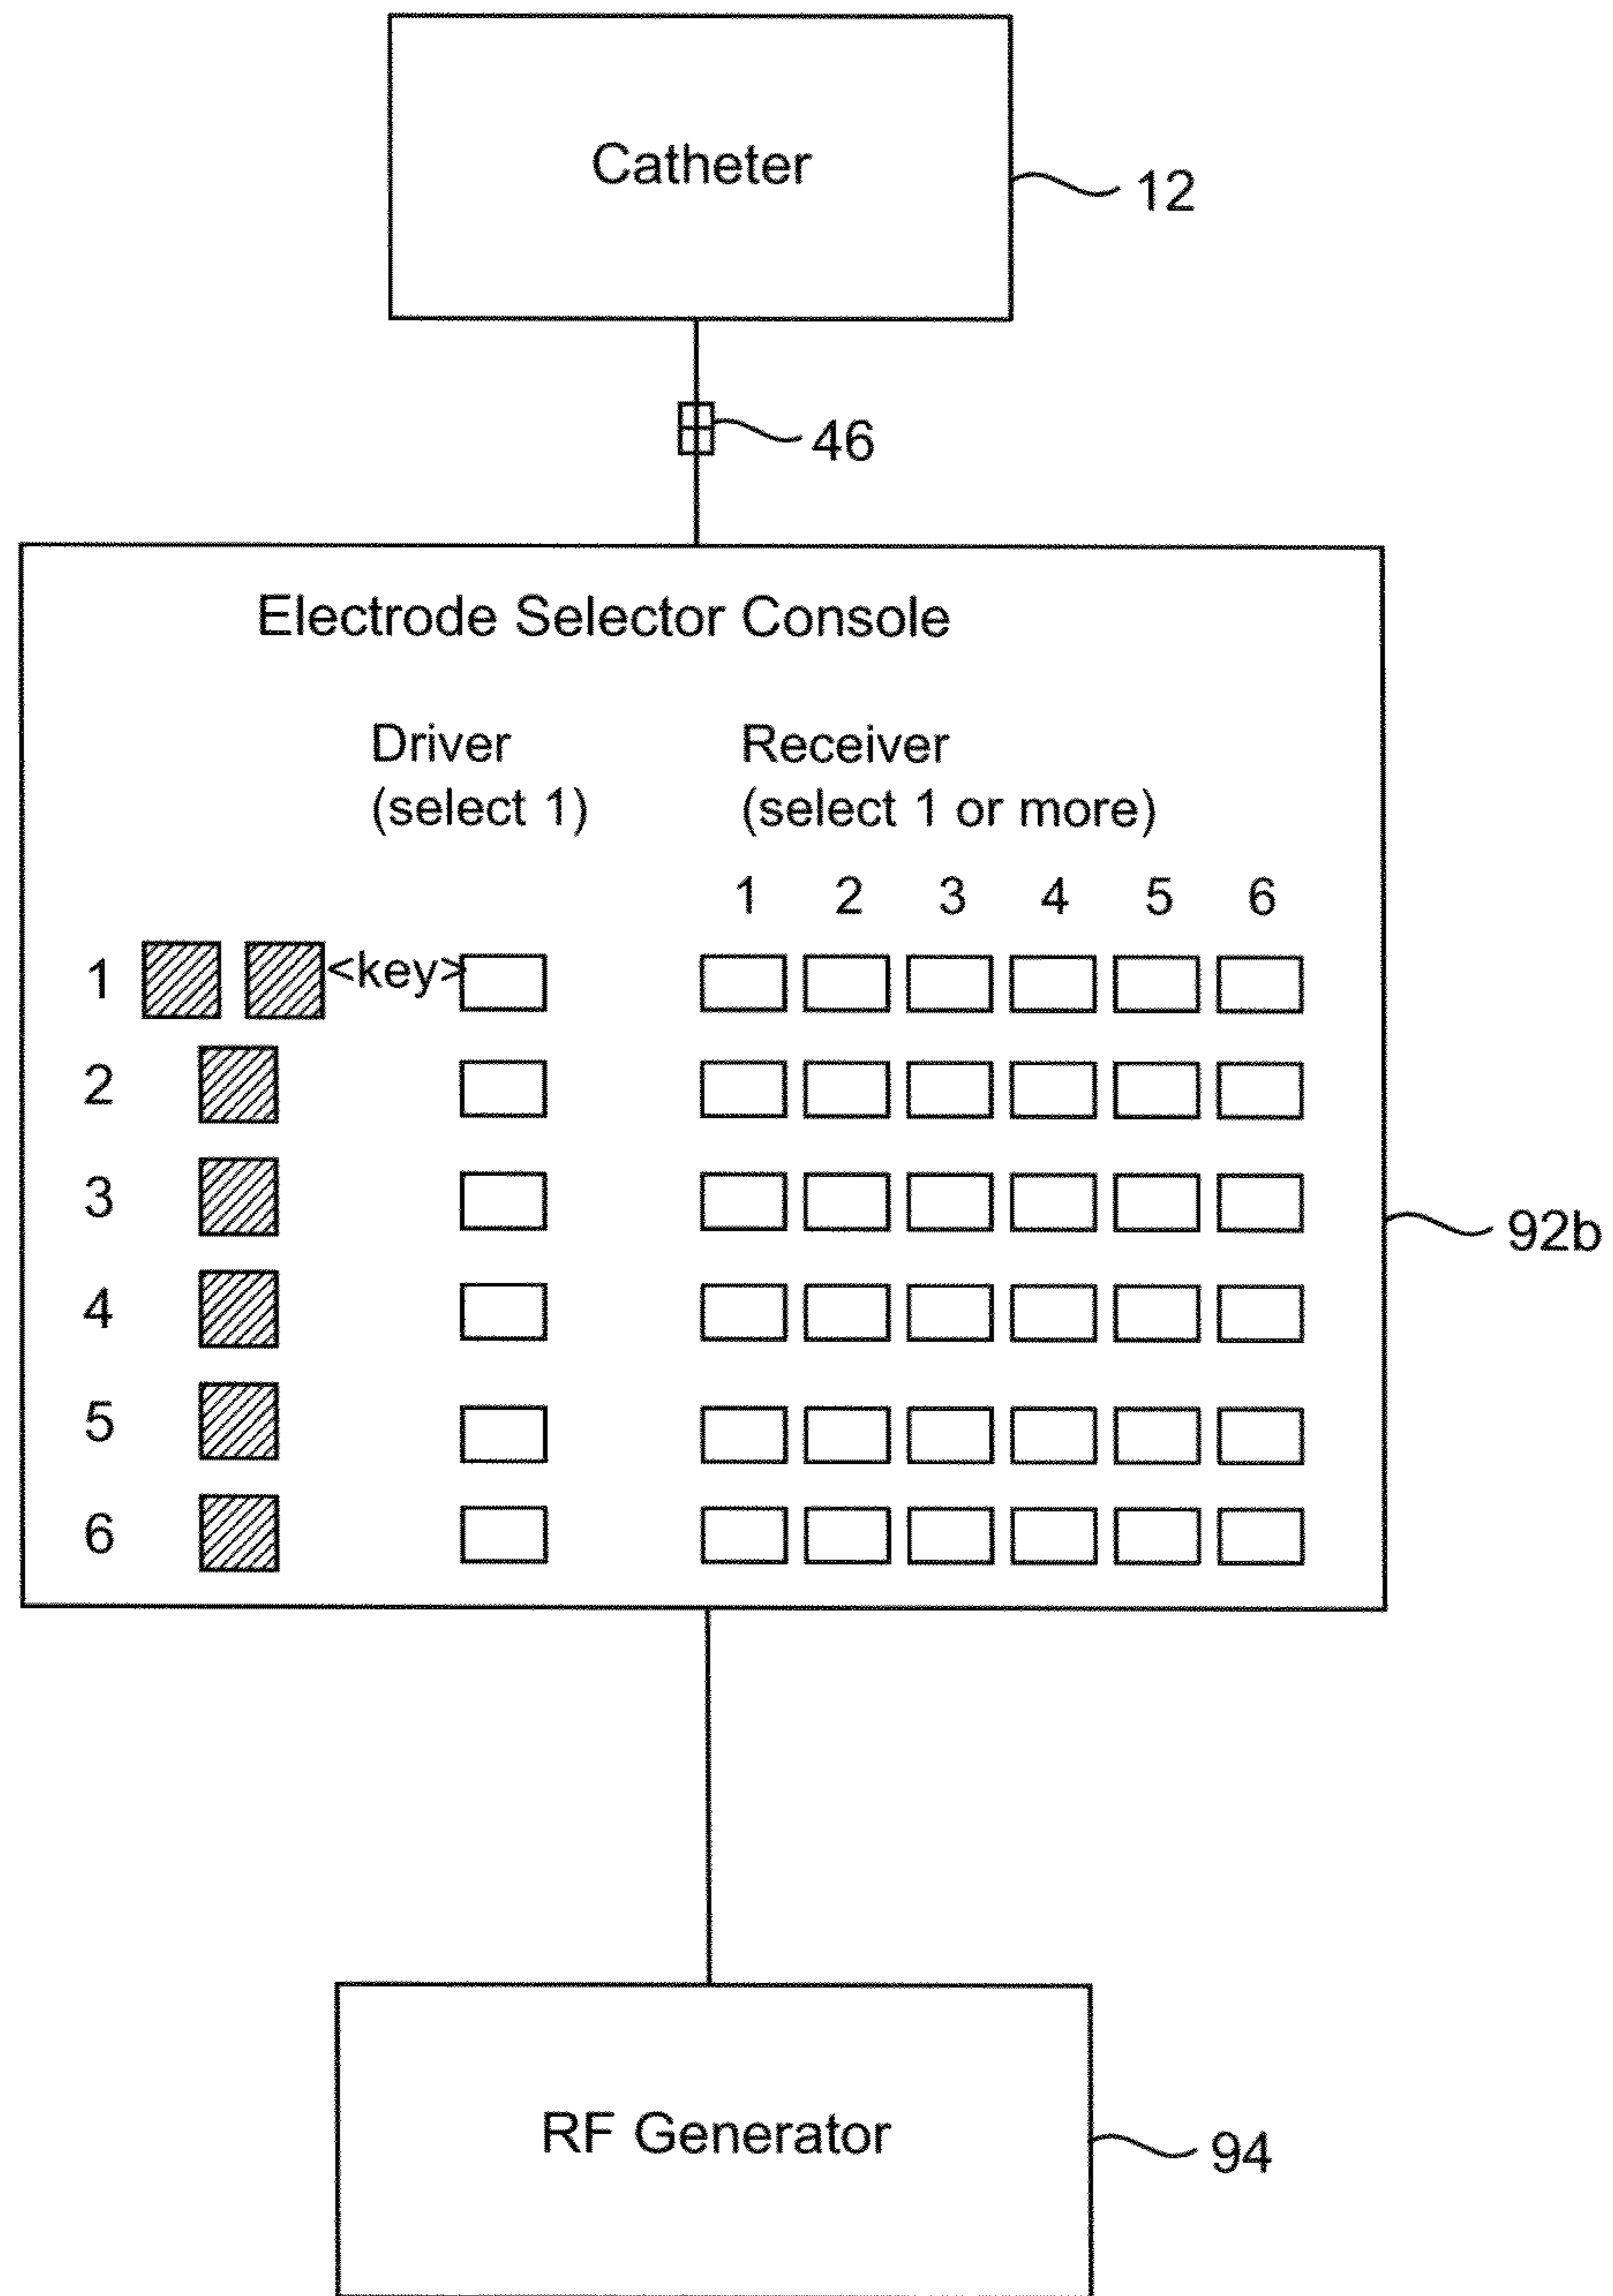 Catheter
12
46
Electrode Selector Console
Driver Receiver
(select 1) (select 1 or more)
1 2 3 4 5 6
1 <key>
2
3
92b
4
5
6
RF Generator
94